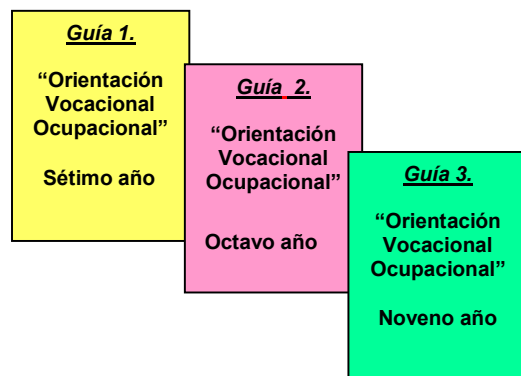 Guía 1.
“Orientación
Vocacional
Ocupacional”
Sétimo año
Guía 2.
“Orientación
Vocacional
Ocupacional”
Octavo año
Guía 3.
“Orientación
Vocacional
Ocupacional”
Noveno año